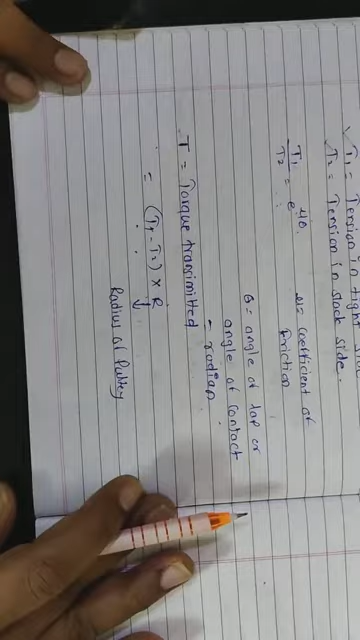 T₁ = Tension in tight side
T₂ = Tension in slack side.
T₁/T₂ = e^μθ. μ = coefficient of
friction
θ = angle of lap or
angle of contact
= radian.
T = Torque transmitted
= (T₁ - T₂) × R
Radius of Pulley